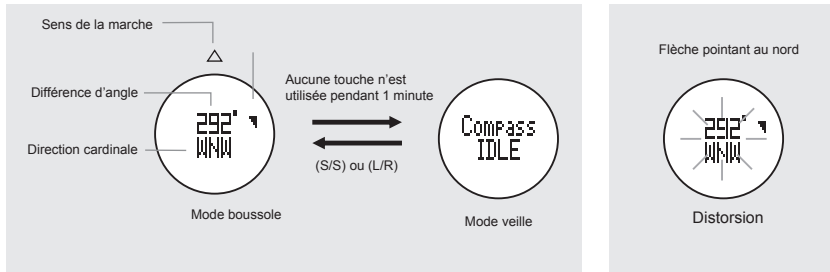 Sens de la marche
Différence d'angle
Direction cardinale
292°
WNW
Mode boussole
Aucune touche n'est
utilisée pendant 1 minute
(S/S) ou (L/R)
Compass
IDLE
Mode veille
Flèche pointant au nord
292°
WNW
Distorsion